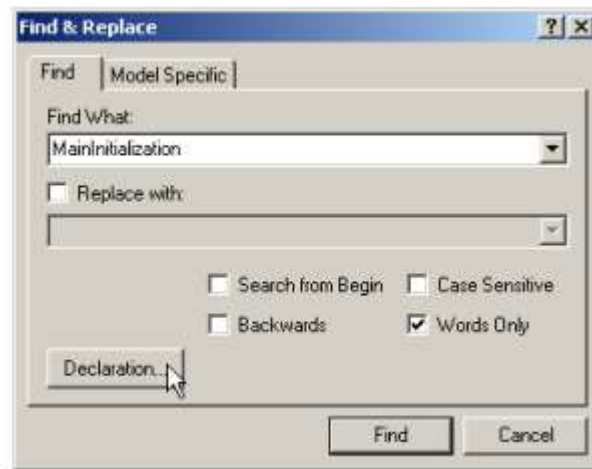 Find & Replace
Find Model Specific
Find What:
MainInitialization
Replace with:
Search from Begin Case Sensitive
Backwards Words Only
Declaration...
Find Cancel